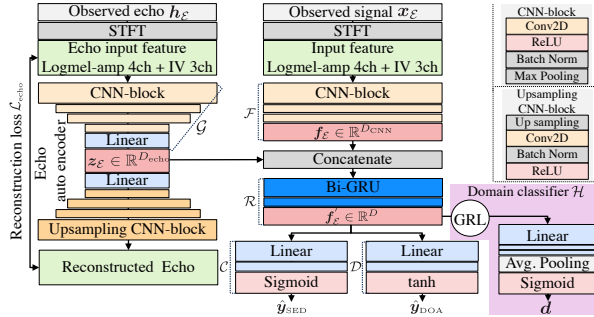 Observed echo h_ℰ
STFT
Echo input feature
Logmel-amp 4ch + IV 3ch
CNN-block
𝒢
Linear
z_ℰ ∈ ℝ^{D_echo}
Linear
Upsampling CNN-block
Reconstructed Echo
Reconstruction loss ℒ_echo
Echo
auto encoder
Observed signal x_ℰ
STFT
Input feature
Logmel-amp 4ch + IV 3ch
CNN-block
ℱ
f_ℰ ∈ ℝ^{D_CNN}
Concatenate
Bi-GRU
ℛ
f′_ℰ ∈ ℝ^D
Linear
𝒞
Sigmoid
ŷ_SED
Linear
𝒟
tanh
ŷ_DOA
GRL
Domain classifier ℋ
Linear
Avg. Pooling
Sigmoid
d
CNN-block
Conv2D
ReLU
Batch Norm
Max Pooling
Upsampling
CNN-block
Up sampling
Conv2D
Batch Norm
ReLU